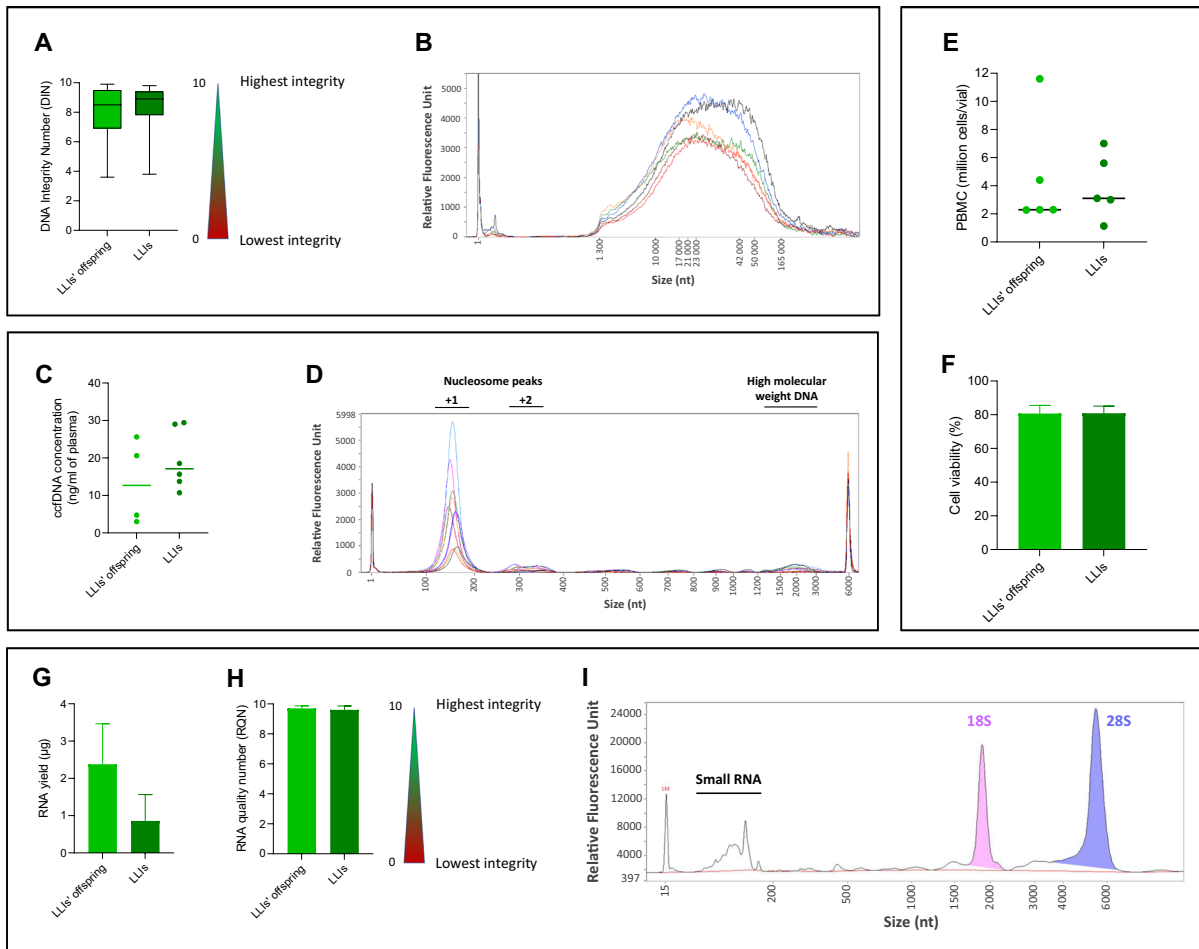 A
DNA Integrity Number (DIN)
10
8
6
4
2
0
LLIs' offspring
LLIs
10
Highest integrity
0
Lowest integrity
B
Relative Fluorescence Unit
5000
4000
3000
2000
1000
0
1
1 300
10 000
17 000
21 000
23 000
42 000
50 000
165 000
Size (nt)
C
ccfDNA concentration
(ng/ml of plasma)
40
30
20
10
0
LLIs' offspring
LLIs
D
Nucleosome peaks
+1
+2
High molecular
weight DNA
Relative Fluorescence Unit
5998
5000
4000
3000
2000
1000
0
1
100
200
300
400
500
600
700
800
900
1000
1200
1500
2000
3000
6000
Size (nt)
E
PBMC (million cells/vial)
12
10
8
6
4
2
0
LLIs' offspring
LLIs
F
Cell viability (%)
100
80
60
40
20
0
LLIs' offspring
LLIs
G
RNA yield (µg)
4
3
2
1
0
LLIs' offspring
LLIs
H
RNA quality number (RQN)
10
8
6
4
2
0
LLIs' offspring
LLIs
10
Highest integrity
0
Lowest integrity
I
Relative Fluorescence Unit
24000
20000
16000
12000
8000
4000
397
LM
Small RNA
18S
28S
15
200
500
1000
2000
3000
4000
6000
Size (nt)